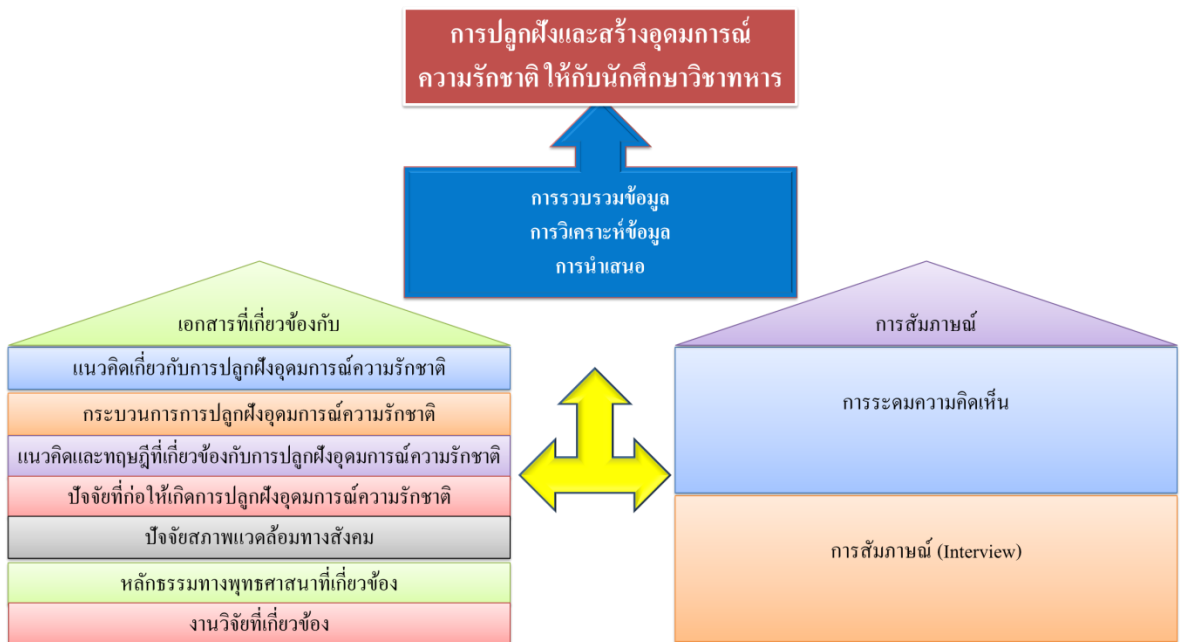 การปลูกฝังและสร้างอุดมการณ์
ความรักชาติ ให้กับนักศึกษาวิชาทหาร
การรวบรวมข้อมูล
การวิเคราะห์ข้อมูล
การนำเสนอ
เอกสารที่เกี่ยวข้องกับ
แนวคิดเกี่ยวกับการปลูกฝังอุดมการณ์ความรักชาติ
กระบวนการการปลูกฝังอุดมการณ์ความรักชาติ
แนวคิดและทฤษฎีที่เกี่ยวข้องกับการปลูกฝังอุดมการณ์ความรักชาติ
ปัจจัยที่ก่อให้เกิดการปลูกฝังอุดมการณ์ความรักชาติ
ปัจจัยสภาพแวดล้อมทางสังคม
หลักธรรมทางพุทธศาสนาที่เกี่ยวข้อง
งานวิจัยที่เกี่ยวข้อง
การสัมภาษณ์
การระดมความคิดเห็น
การสัมภาษณ์ (Interview)